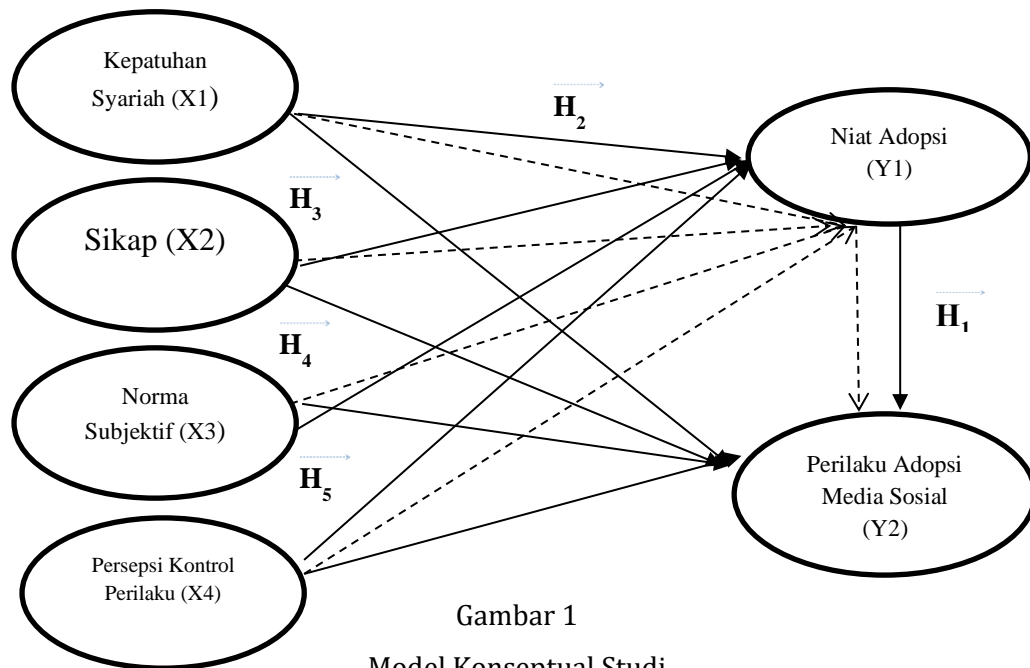 Kepatuhan
Syariah (X1)
H2
Niat Adopsi
(Y1)
H3
Sikap (X2)
H1
H4
Norma
Subjektif (X3)
H5
Perilaku Adopsi
Media Sosial
(Y2)
Persepsi Kontrol
Perilaku (X4)
Gambar 1
Model Konseptual Studi